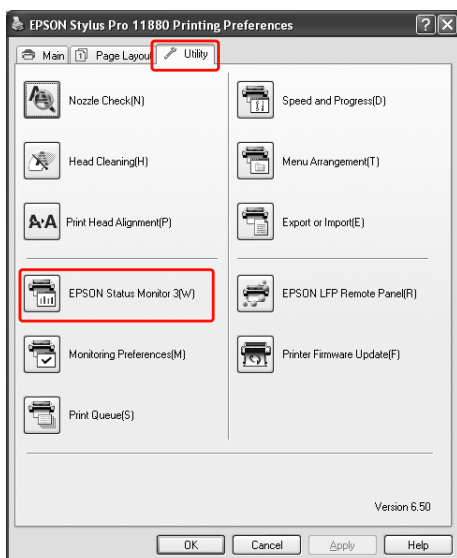 EPSON Stylus Pro 11880 Printing Preferences
Main
Page Layout
Utility
Nozzle Check(N)
Speed and Progress(D)
Head Cleaning(H)
Menu Arrangement(T)
Print Head Alignment(P)
Export or Import(E)
EPSON Status Monitor 3(W)
EPSON LFP Remote Panel(R)
Monitoring Preferences(M)
Printer Firmware Update(F)
Print Queue(S)
Version 6.50
OK
Cancel
Apply
Help